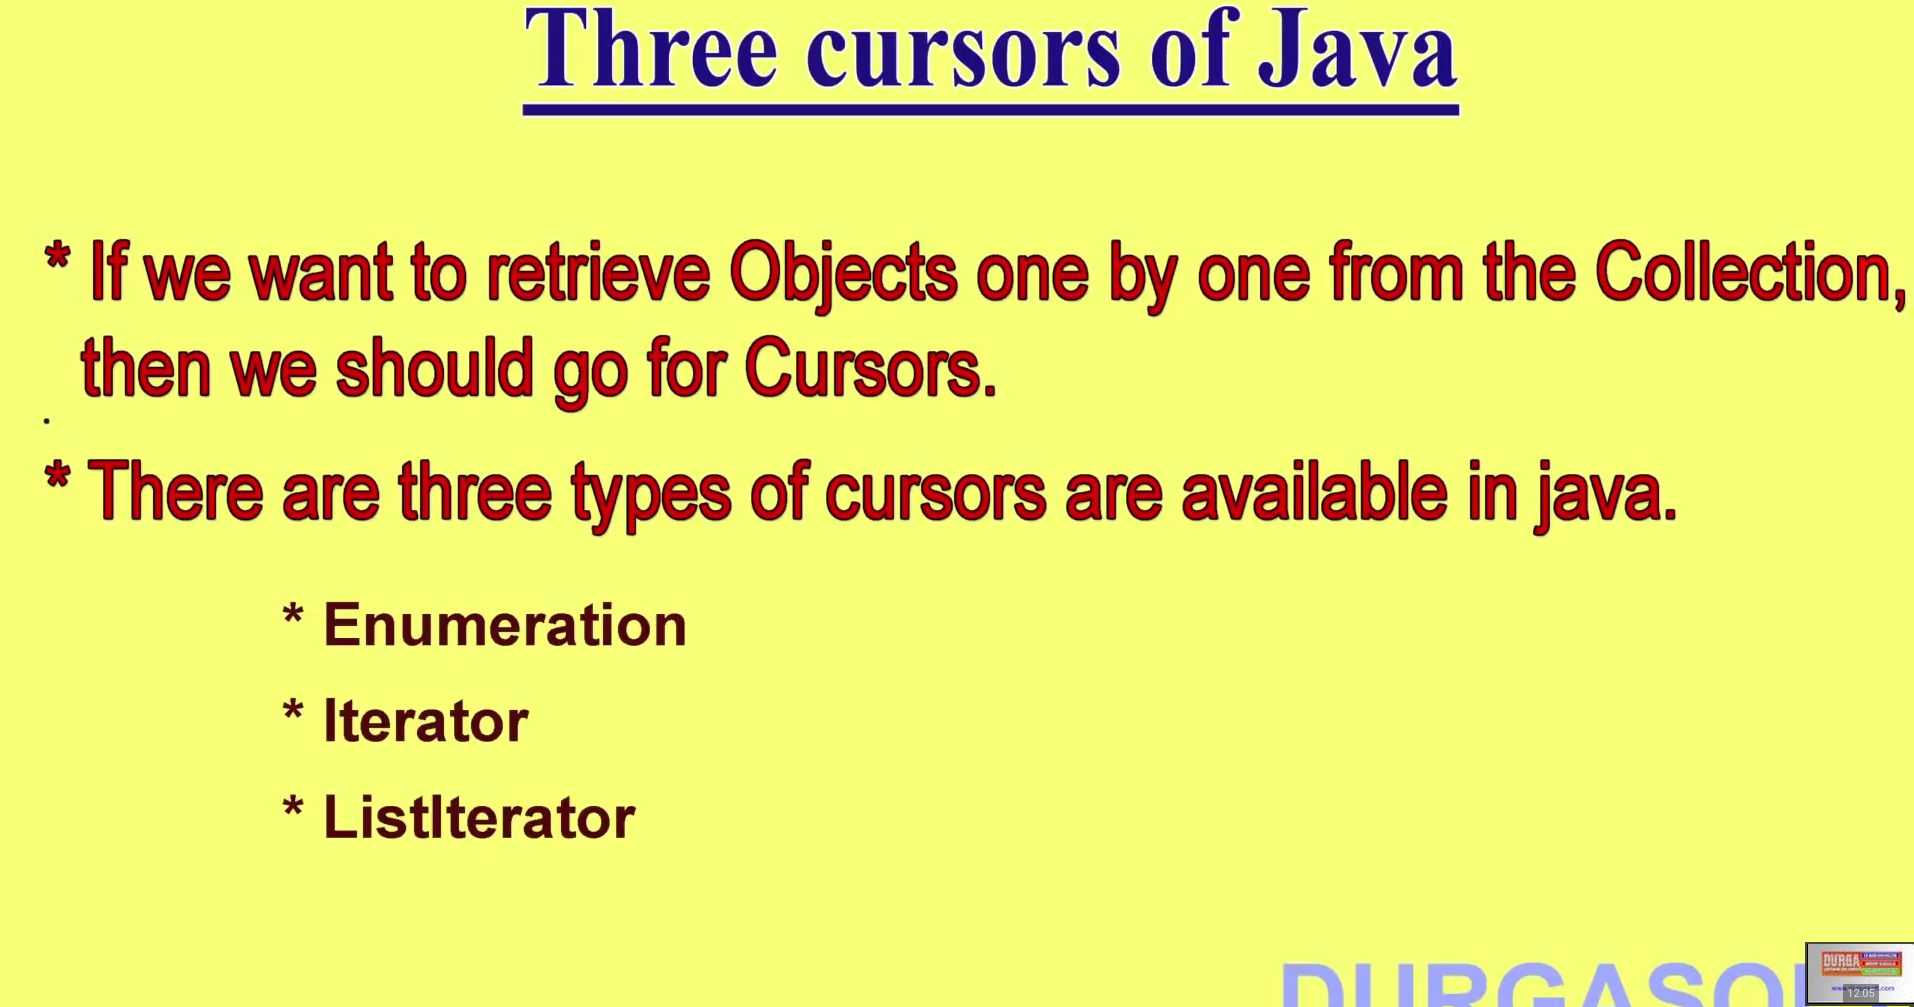 Three cursors of Java
* If we want to retrieve Objects one by one from the Collection,
then we should go for Cursors.
* There are three types of cursors are available in java.
* Enumeration
* Iterator
* ListIterator
DURGASO
DURGA
12:05